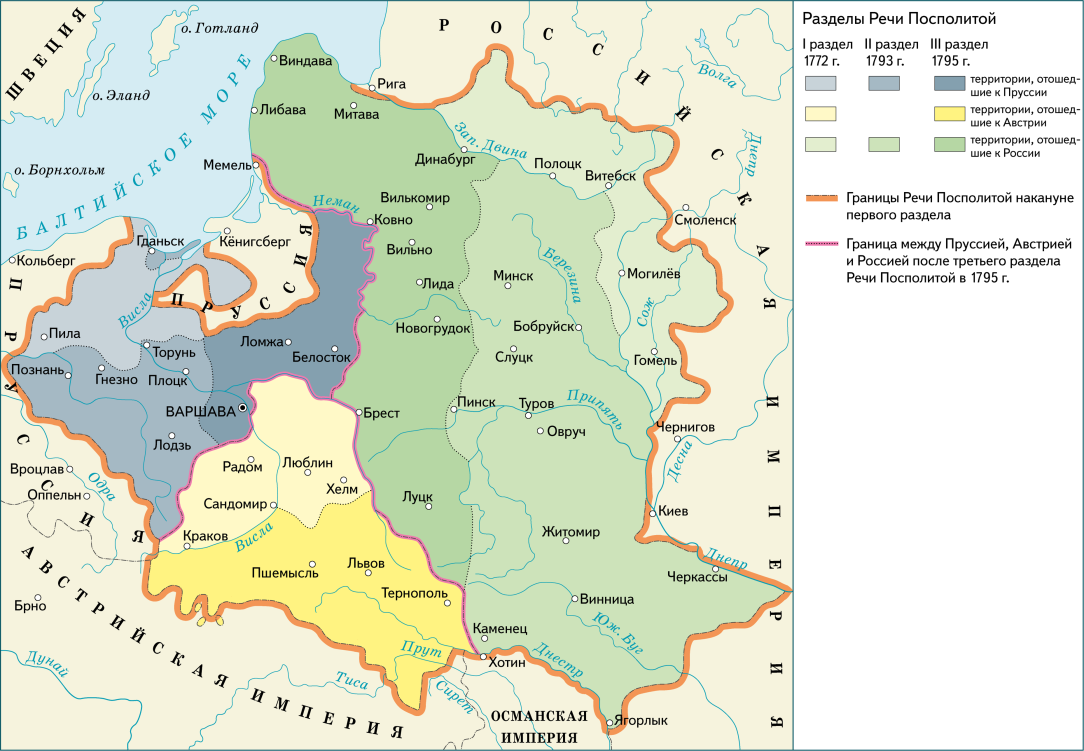 Разделы Речи Посполитой
I раздел II раздел III раздел
1772 г. 1793 г. 1795 г.
территории, отошед-
шие к Пруссии
территории, отошед-
шие к Австрии
территории, отошед-
шие к России
Границы Речи Посполитой накануне
первого раздела
Граница между Пруссией, Австрией
и Россией после третьего раздела
Речи Посполитой в 1795 г.
ШВЕЦИЯ
о. Готланд
о. Эланд
о. Борнхольм
БАЛТИЙСКОЕ МОРЕ
РОССИЙСКАЯ ИМПЕРИЯ
Волга
Днепр
Виндава
Рига
Либава
Митава
Зап. Двина
Динабург
Полоцк
Витебск
Мемель
Неман
Вилькомир
Ковно
Вильно
Смоленск
Гданьск
Кёнигсберг
Кольберг
ПРУССИЯ
ПРУССИЯ
Висла
Лида
Минск
Березина
Могилёв
Сож
Новогрудок
Бобруйск
Слуцк
Гомель
Пила
Торунь
Ломжа
Белосток
Познань
Гнезно
Плоцк
ВАРШАВА
Брест
Пинск
Туров
Припять
Овруч
Чернигов
Десна
Лодзь
Вроцлав
Одра
Оппельн
Радом
Люблин
Хелм
Сандомир
Луцк
Киев
Краков
Висла
Житомир
Днепр
Черкассы
Пшемысль
Львов
Тернополь
Винница
Юж. Буг
АВСТРИЙСКАЯ ИМПЕРИЯ
Брно
Дунай
Каменец
Прут
Хотин
Днестр
Тиса
Сирет
ОСМАНСКАЯ
ИМПЕРИЯ
Ягорлык